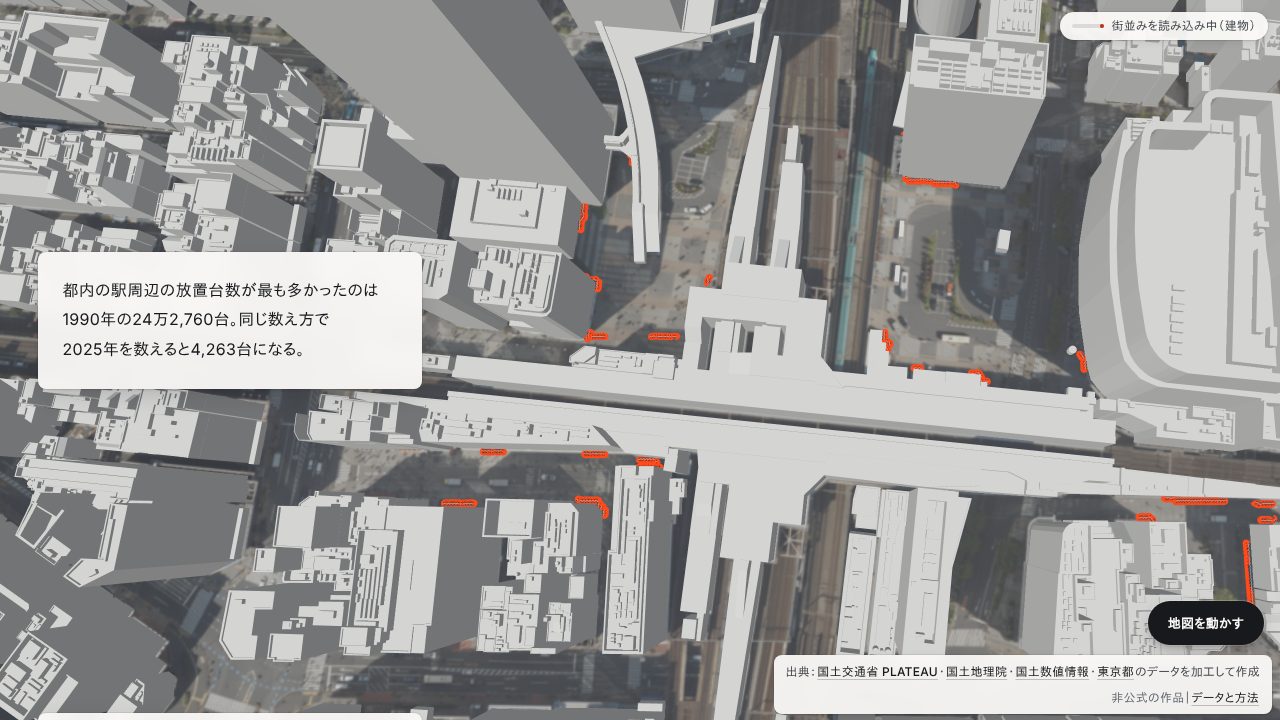 街並みを読み込み中（建物）
都内の駅周辺の放置台数が最も多かったのは
1990年の24万2,760台。同じ数え方で
2025年を数えると4,263台になる。
地図を動かす
出典：国土交通省 PLATEAU・国土地理院・国土数値情報・東京都のデータを加工して作成
非公式の作品|データと方法